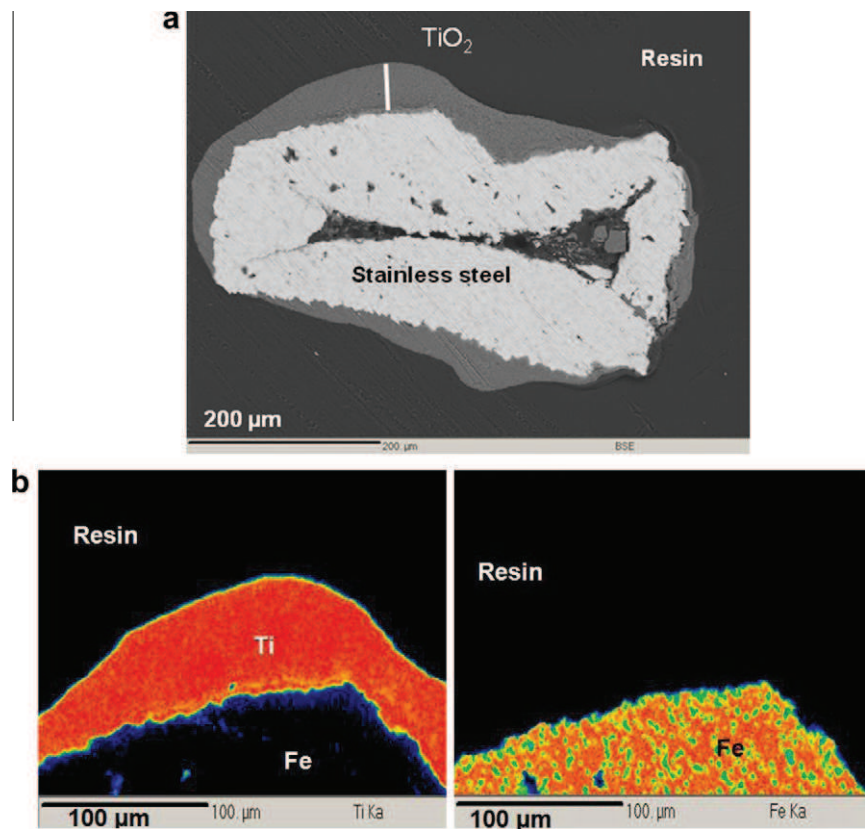 a
TiO₂
Resin
Stainless steel
200 µm
200. µm BSE
b
Resin
Ti
Fe
100 µm 100. µm Ti Ka
Resin
Fe
100 µm 100. µm Fe Ka